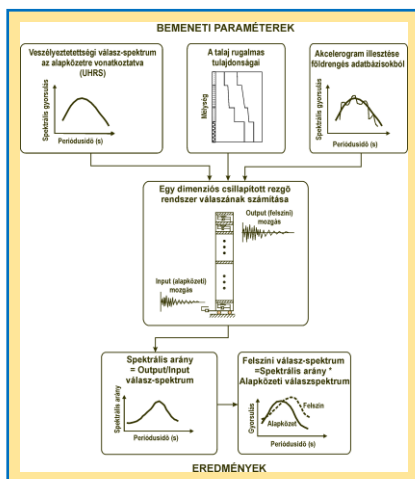 BEMENETI PARAMÉTEREK
Veszélyeztetettségi válasz-spektrum
az alapkőzetre vonatkoztatva
(UHRS)
Spektrális gyorsulás
Periódusidő (s)
A talaj rugalmas
tulajdonságai
Mélység
Akcelerogram illesztése
földrengés adatbázisokból
Spektrális gyorsulás
Periódusidő (s)
Egy dimenziós csillapított rezgő
rendszer válaszának számítása
Output (felszíni)
mozgás
Input (alapkőzeti)
mozgás
Spektrális arány
= Output/Input
válasz-spektrum
Spektrális arány
Periódusidő (s)
Felszíni válasz-spektrum
=Spektrális arány *
Alapkőzeti válaszspektrum
Gyorsulás
Felszín
Alapkőzet
Periódusidő (s)
EREDMÉNYEK